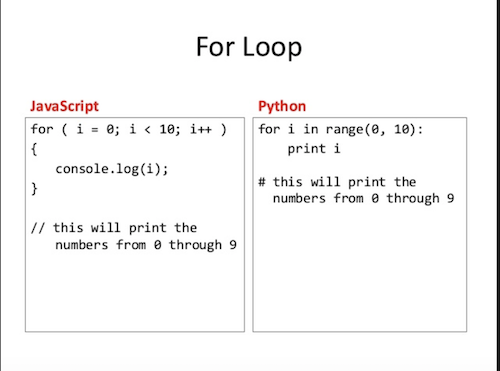 For Loop
JavaScript
for ( i = 0; i < 10; i++ )
{
console.log(i);
}
// this will print the
numbers from 0 through 9
Python
for i in range(0, 10):
print i
# this will print the
numbers from 0 through 9